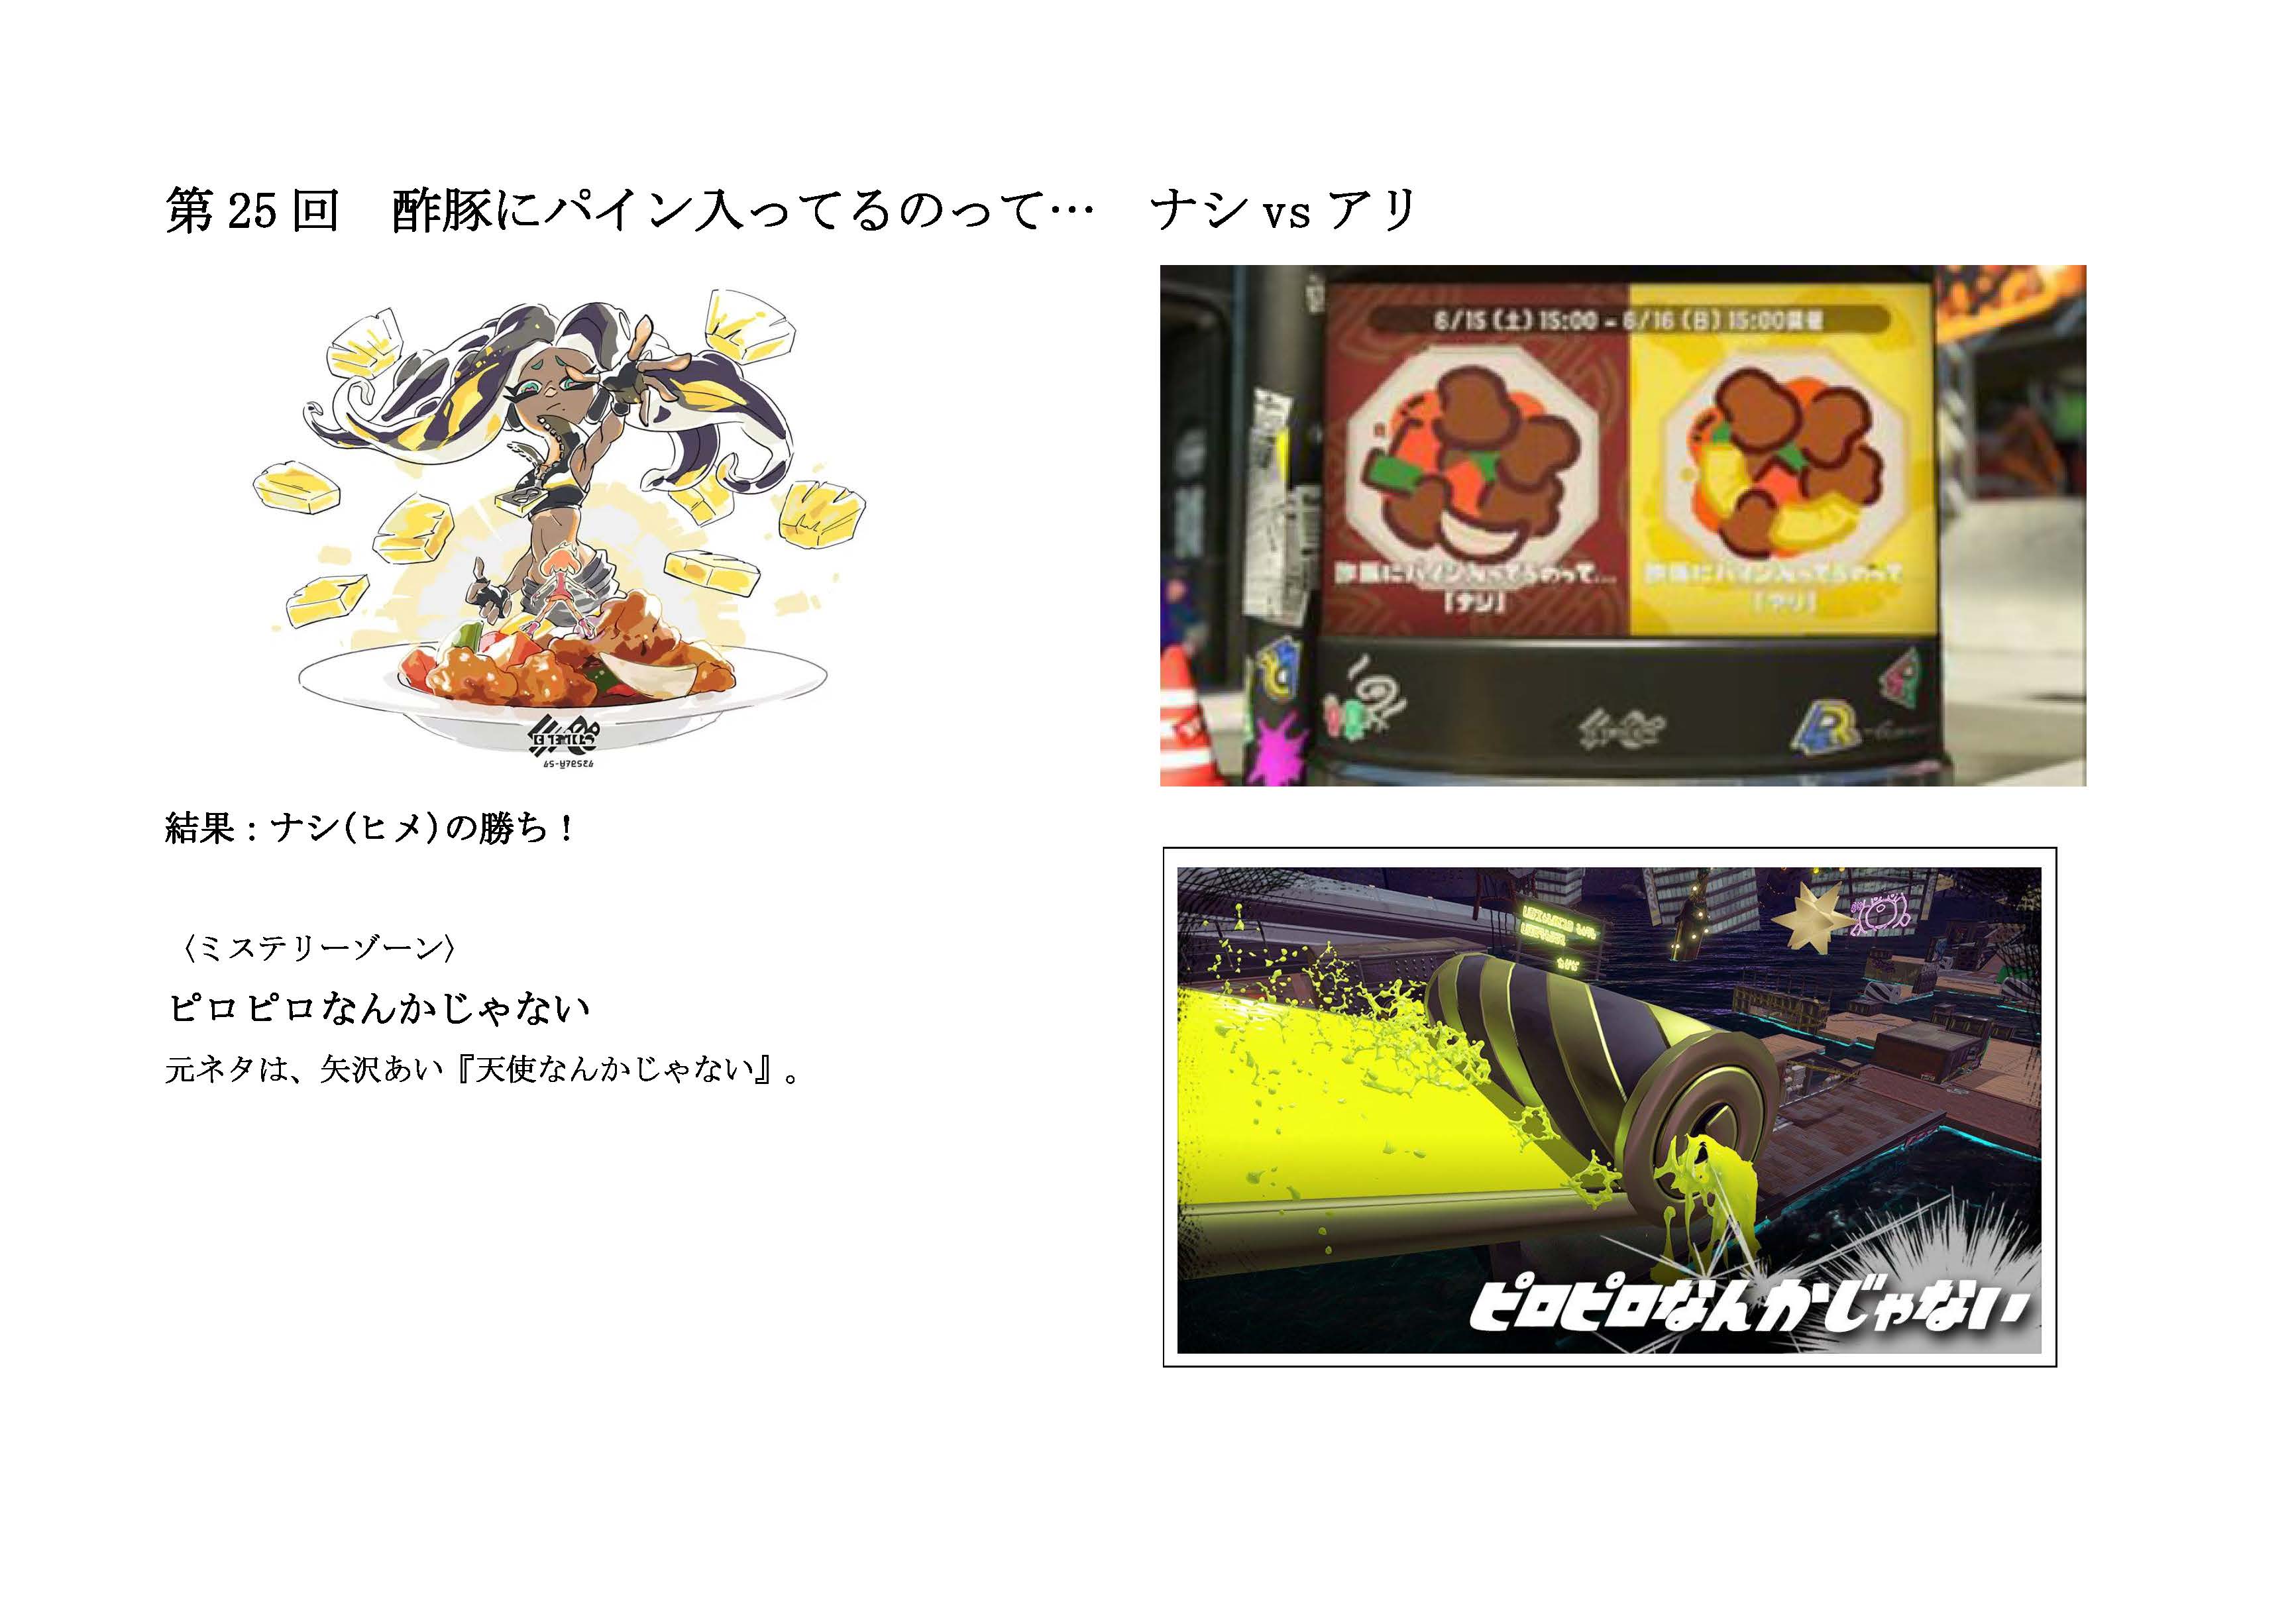 第25回　酢豚にパイン入ってるのって…　ナシvsアリ
6/15(土)15:00 - 6/16(日)15:00開催
酢豚にパイン入ってるのって…
[ナシ]
酢豚にパイン入ってるのって
[アリ]
結果：ナシ(ヒメ)の勝ち！
〈ミステリーゾーン〉
ピロピロなんかじゃない
元ネタは、矢沢あい『天使なんかじゃない』。
ピロピロなんかじゃない